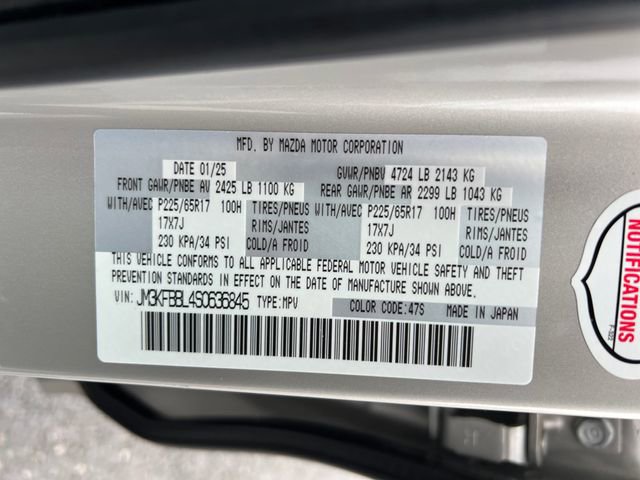 MFD. BY MAZDA MOTOR CORPORATION
DATE 01/25 GVWR/PNBV 4724 LB 2143 KG
FRONT GAWR/PNBE AV 2425 LB 1100 KG REAR GAWR/PNBE AR 2299 LB 1043 KG
WITH/AVEC P225/65R17 100H TIRES/PNEUS WITH/AVEC P225/65R17 100H TIRES/PNEUS
17X7J RIMS/JANTES 17X7J RIMS/JANTES
230 KPA/34 PSI COLD/A FROID 230 KPA/34 PSI COLD/A FROID
THIS VEHICLE CONFORMS TO ALL APPLICABLE FEDERAL MOTOR VEHICLE SAFETY AND THEFT
PREVENTION STANDARDS IN EFFECT ON THE DATE OF MANUFACTURE SHOWN ABOVE.
VIN: JM3KFBBL4S0636845 TYPE: MPV COLOR CODE: 47S MADE IN JAPAN
NOTIFICATIONS